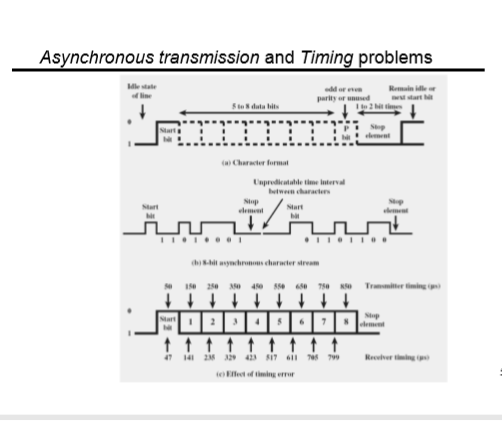 Asynchronous transmission and Timing problems
Idle state
of line
odd or even
parity or unused
Remain idle or
next start bit
5 to 8 data bits
1 to 2 bit times
0
1
Start
bit
P
bit
Stop
element
(a) Character format
Unpredicatable time interval
between characters
Start
bit
Stop
element
Start
bit
Stop
element
1 1 0 1 0 0 0 1
0 1 1 0 1 1 0 0
(b) 8-bit asynchronous character stream
50 150 250 350 450 550 650 750 850 Transmitter timing (µs)
0
1
Start
bit
1 2 3 4 5 6 7 8
Stop
element
47 141 235 329 423 517 611 705 799 Receiver timing (µs)
(c) Effect of timing error